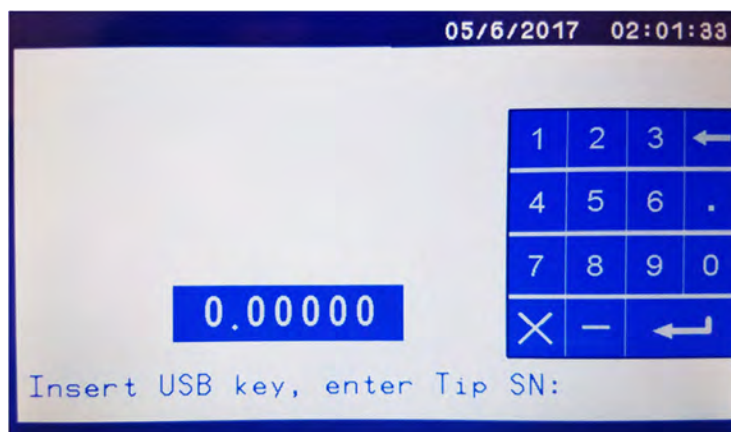 05/6/2017 02:01:33
1 2 3 ←
4 5 6 .
7 8 9 0
0.00000
× −
Insert USB key, enter Tip SN: